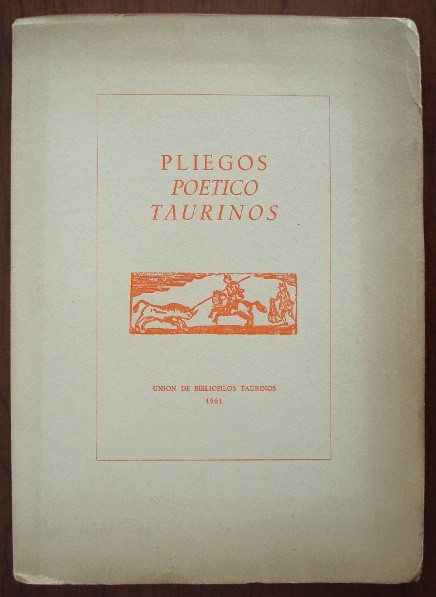 PLIEGOS
POETICO
TAURINOS
UNION DE BIBLIOFILOS TAURINOS
1961